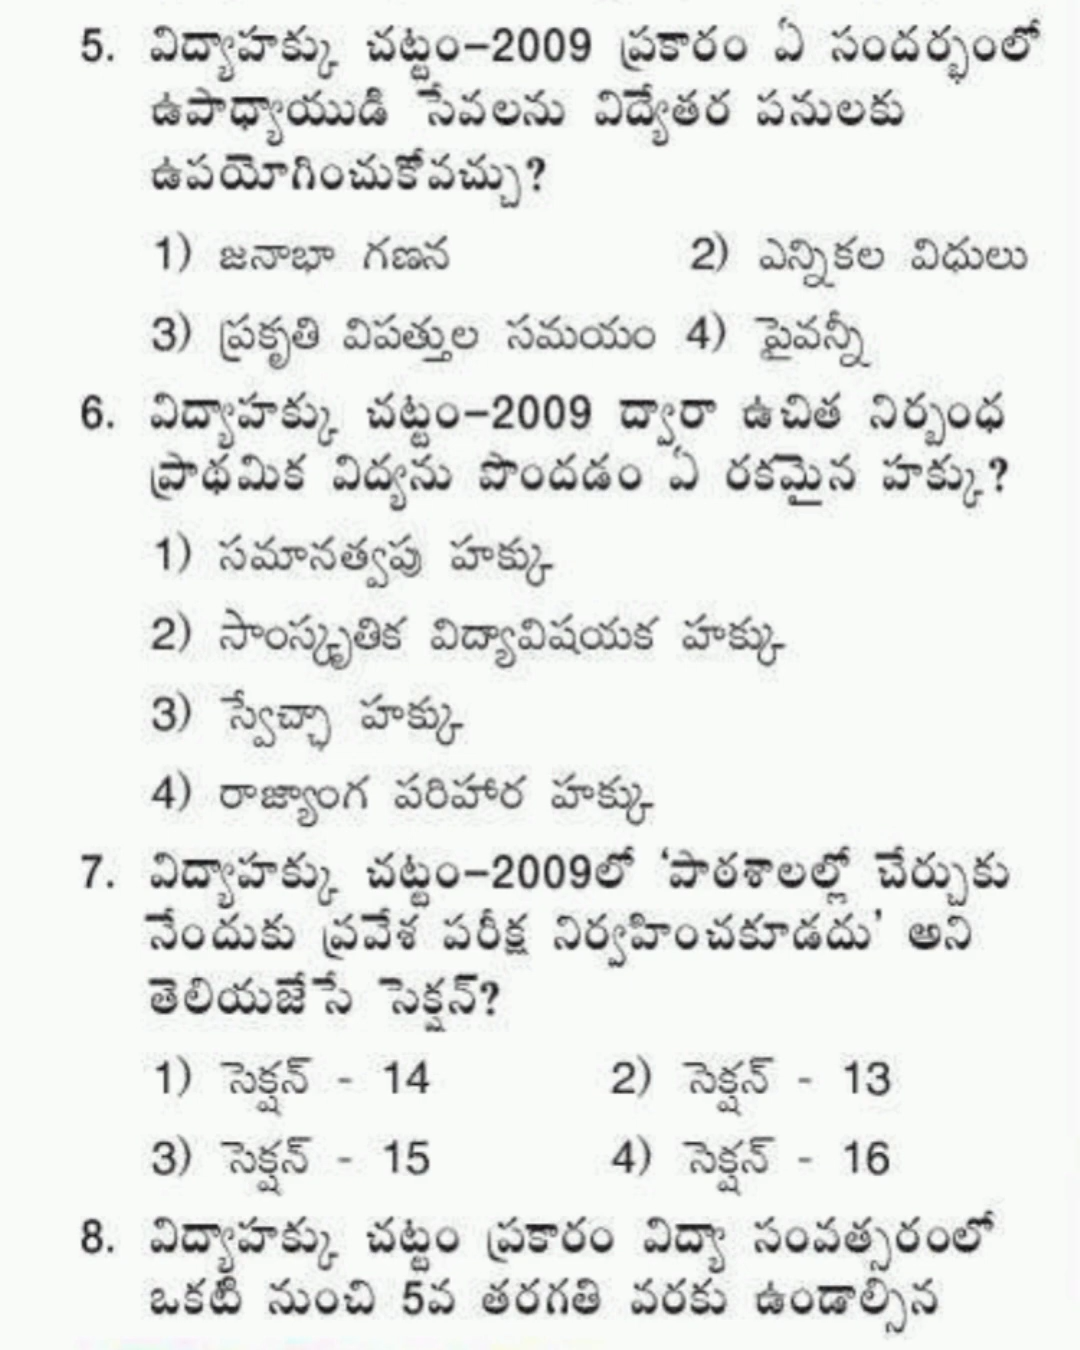 5. విద్యాహక్కు చట్టం-2009 ప్రకారం ఏ సందర్భంలో
ఉపాధ్యాయుడి సేవలను విద్యేతర పనులకు
ఉపయోగించుకోవచ్చు?
1) జనాభా గణన 2) ఎన్నికల విధులు
3) ప్రకృతి విపత్తుల సమయం 4) పైవన్నీ
6. విద్యాహక్కు చట్టం-2009 ద్వారా ఉచిత నిర్బంధ
ప్రాథమిక విద్యను పొందడం ఏ రకమైన హక్కు?
1) సమానత్వపు హక్కు
2) సాంస్కృతిక విద్యావిషయక హక్కు
3) స్వేచ్ఛా హక్కు
4) రాజ్యాంగ పరిహార హక్కు
7. విద్యాహక్కు చట్టం-2009లో 'పాఠశాలల్లో చేర్చుకు
నేందుకు ప్రవేశ పరీక్ష నిర్వహించకూడదు' అని
తెలియజేసే సెక్షన్?
1) సెక్షన్ - 14 2) సెక్షన్ - 13
3) సెక్షన్ - 15 4) సెక్షన్ - 16
8. విద్యాహక్కు చట్టం ప్రకారం విద్యా సంవత్సరంలో
ఒకటి నుంచి 5వ తరగతి వరకు ఉండాల్సిన